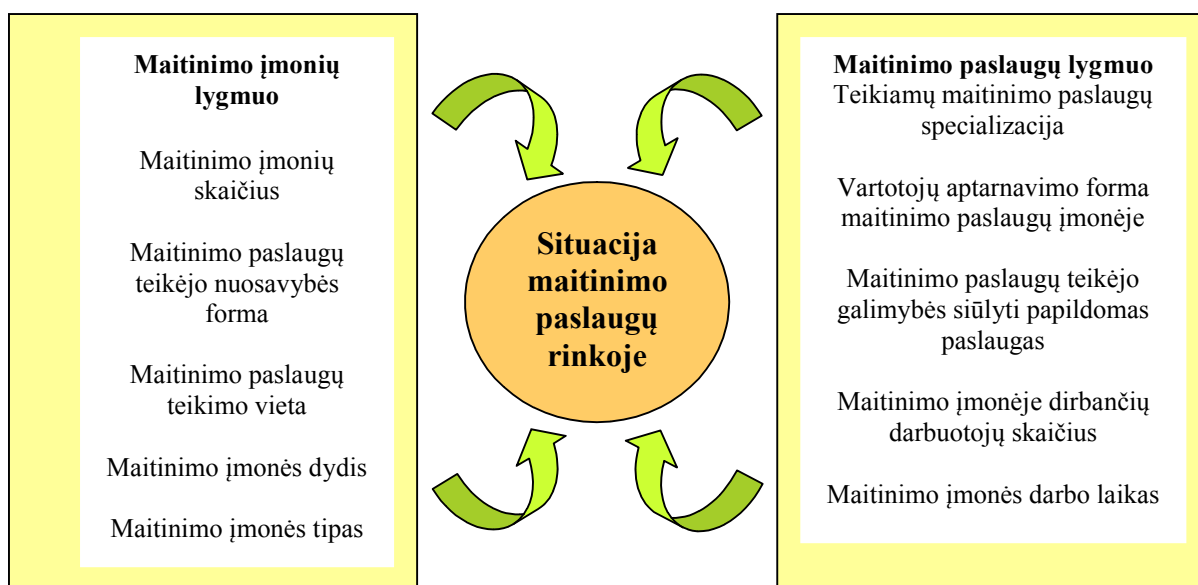 Maitinimo įmonių
lygmuo
Maitinimo įmonių
skaičius
Maitinimo paslaugų
teikėjo nuosavybės
forma
Maitinimo paslaugų
teikimo vieta
Maitinimo įmonės dydis
Maitinimo įmonės tipas
Situacija
maitinimo
paslaugų
rinkoje
Maitinimo paslaugų lygmuo
Teikiamų maitinimo paslaugų
specializacija
Vartotojų aptarnavimo forma
maitinimo paslaugų įmonėje
Maitinimo paslaugų teikėjo
galimybės siūlyti papildomas
paslaugas
Maitinimo įmonėje dirbančių
darbuotojų skaičius
Maitinimo įmonės darbo laikas